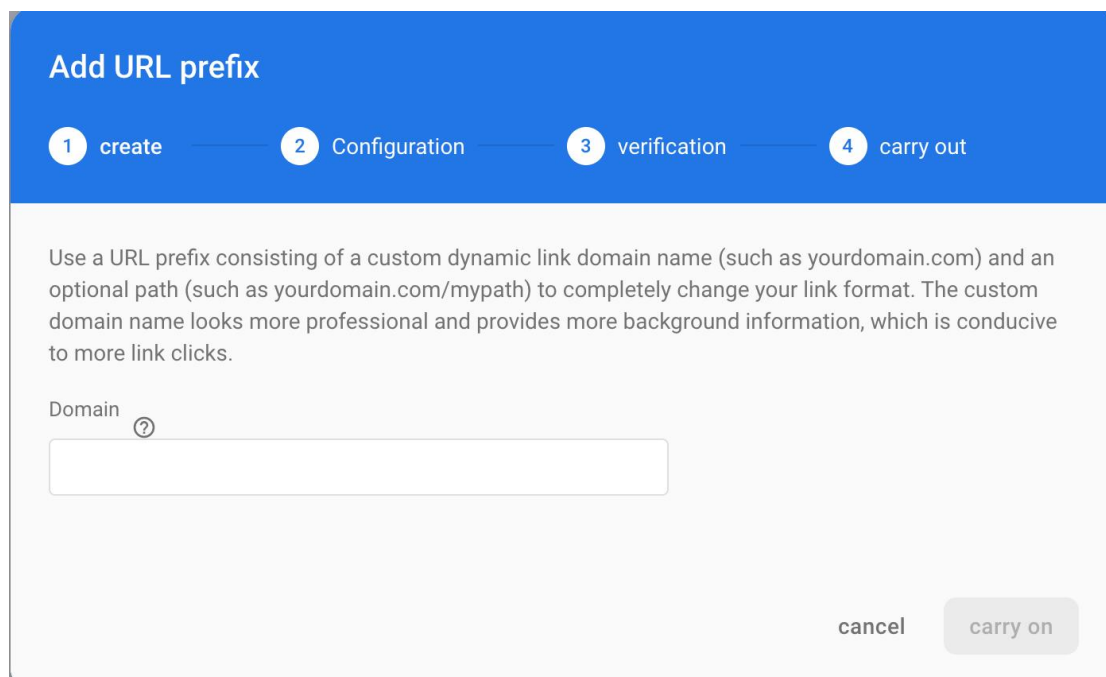 Add URL prefix
1 create 2 Configuration 3 verification 4 carry out
Use a URL prefix consisting of a custom dynamic link domain name (such as yourdomain.com) and an
optional path (such as yourdomain.com/mypath) to completely change your link format. The custom
domain name looks more professional and provides more background information, which is conducive
to more link clicks.
Domain ?
cancel carry on